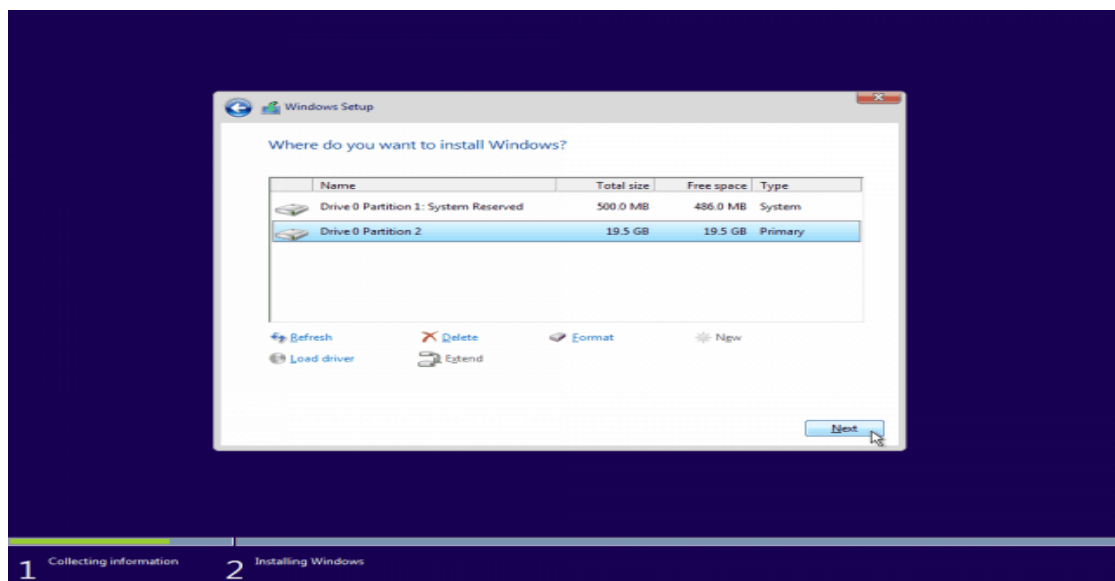 Windows Setup
Where do you want to install Windows?
Name Total size Free space Type
Drive 0 Partition 1: System Reserved 500.0 MB 486.0 MB System
Drive 0 Partition 2 19.5 GB 19.5 GB Primary
Refresh Delete Format New
Load driver Extend
Next
1 Collecting information 2 Installing Windows